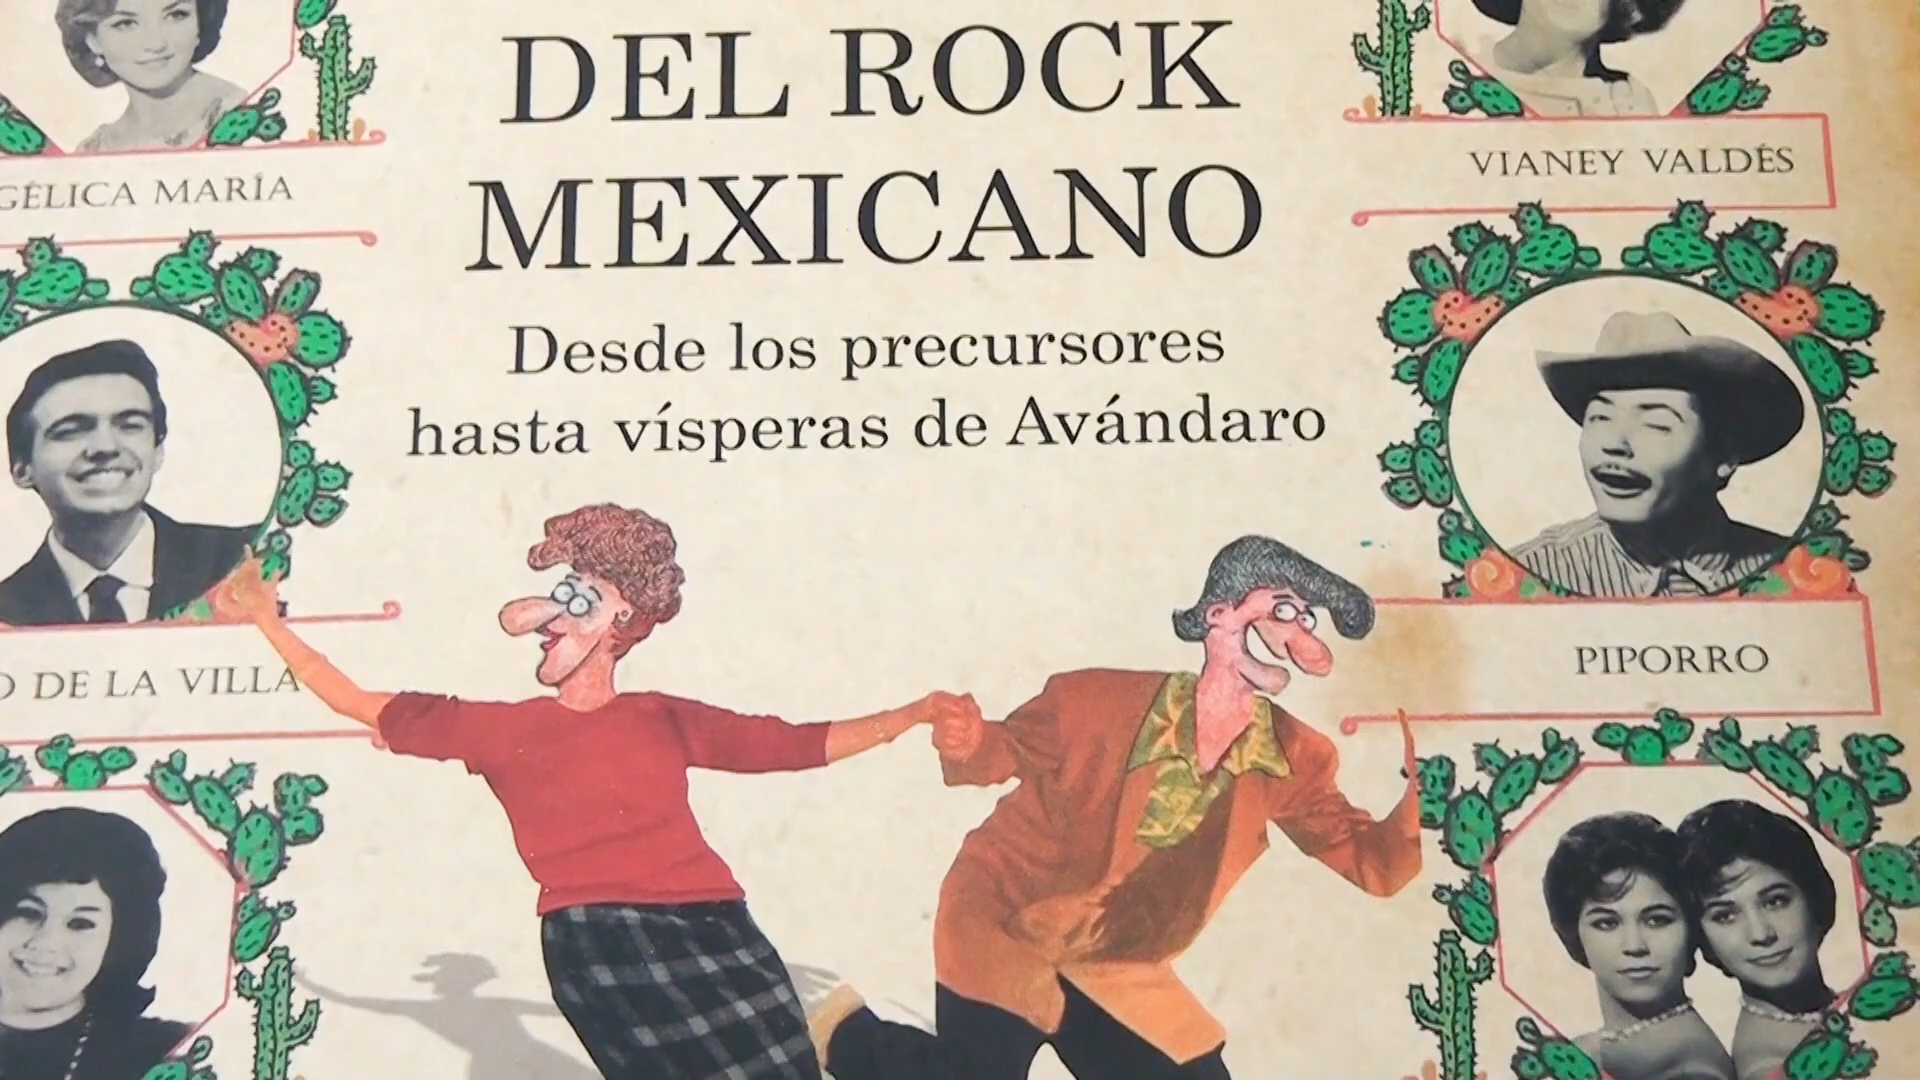 DEL ROCK
MEXICANO
Desde los precursores
hasta vísperas de Avándaro
GÉLICA MARÍA
VIANEY VALDÉS
O DE LA VILLA
PIPORRO